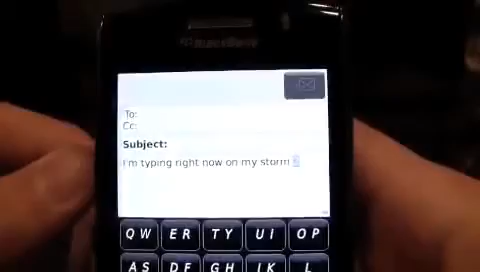 BlackBerry
To:
Cc:
Subject:
I'm typing right now on my storm
QW ER TY UI OP
AS DF GH JK L